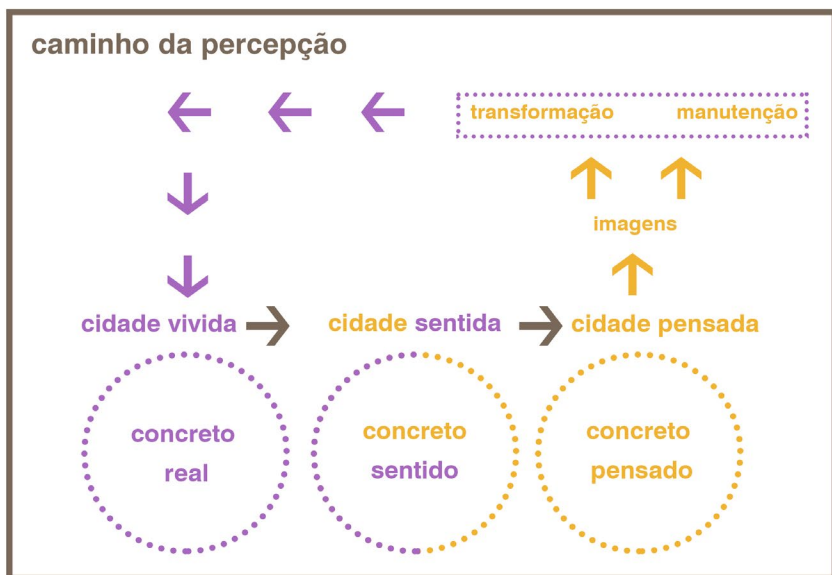 caminho da percepção
transformação manutenção
imagens
cidade vivida cidade sentida cidade pensada
concreto concreto concreto
real sentido pensado